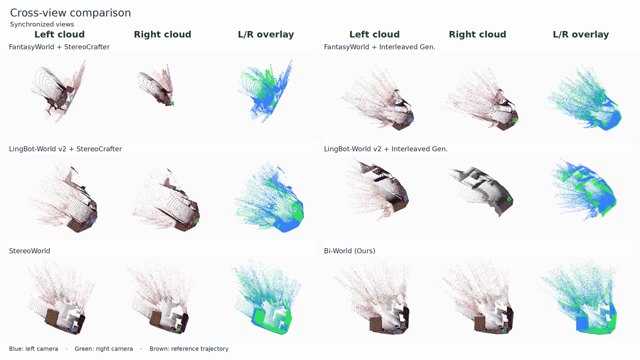 Cross-view comparison
Synchronized views
Left cloud Right cloud L/R overlay Left cloud Right cloud L/R overlay
FantasyWorld + StereoCrafter FantasyWorld + Interleaved Gen.
LingBot-World v2 + StereoCrafter LingBot-World v2 + Interleaved Gen.
StereoWorld Bi-World (Ours)
Blue: left camera · Green: right camera · Brown: reference trajectory